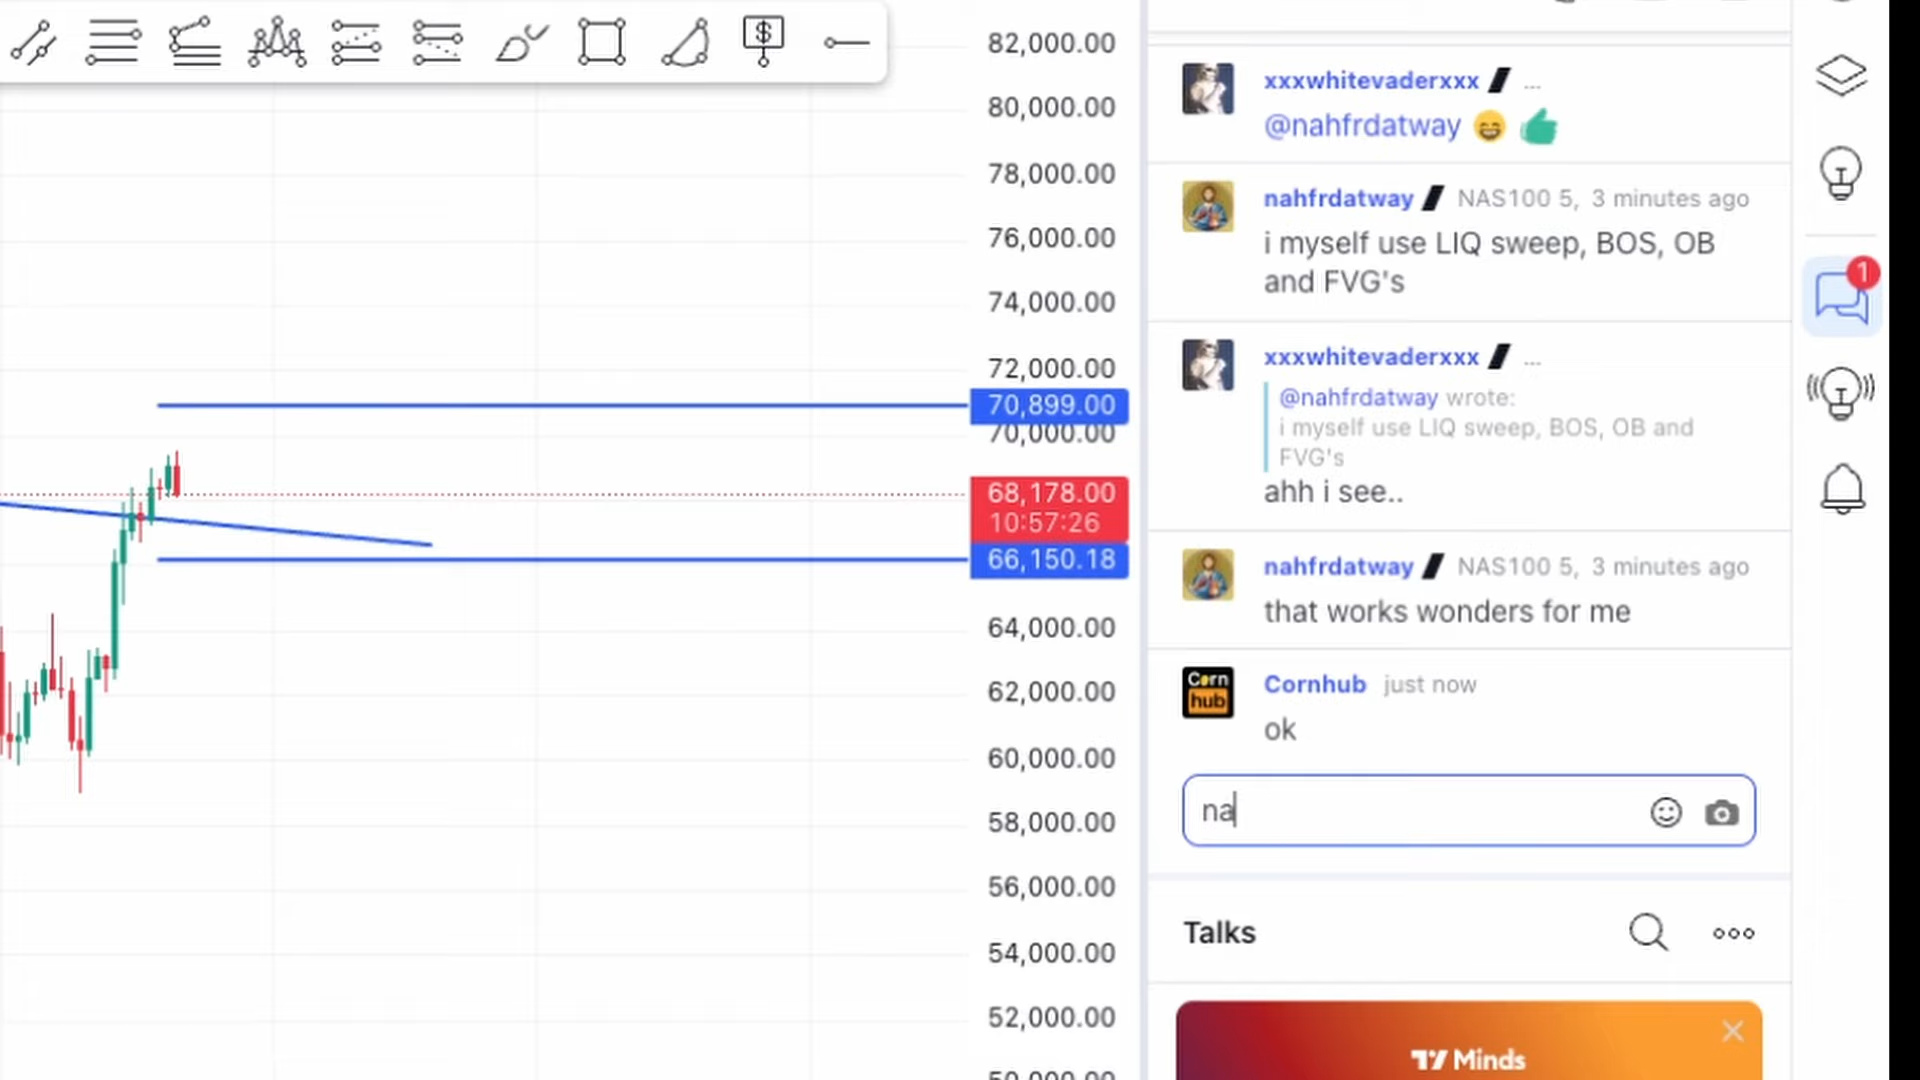 82,000.00
80,000.00
78,000.00
76,000.00
74,000.00
72,000.00
70,899.00
70,000.00
68,178.00
10:57:26
66,150.18
64,000.00
62,000.00
60,000.00
58,000.00
56,000.00
54,000.00
52,000.00
xxxwhitevaderxxx ...
@nahfrdatway
nahfrdatway NAS100 5, 3 minutes ago
i myself use LIQ sweep, BOS, OB
and FVG's
xxxwhitevaderxxx ...
@nahfrdatway wrote:
i myself use LIQ sweep, BOS, OB and
FVG's
ahh i see..
nahfrdatway NAS100 5, 3 minutes ago
that works wonders for me
Corn
hub
Cornhub just now
ok
na
Talks
Minds
1